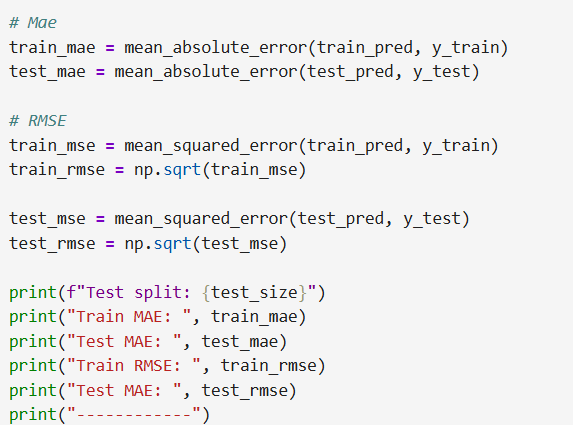 # Mae
train_mae = mean_absolute_error(train_pred, y_train)
test_mae = mean_absolute_error(test_pred, y_test)
# RMSE
train_mse = mean_squared_error(train_pred, y_train)
train_rmse = np.sqrt(train_mse)
test_mse = mean_squared_error(test_pred, y_test)
test_rmse = np.sqrt(test_mse)
print(f"Test split: {test_size}")
print("Train MAE: ", train_mae)
print("Test MAE: ", test_mae)
print("Train RMSE: ", train_rmse)
print("Test MAE: ", test_rmse)
print("------------")